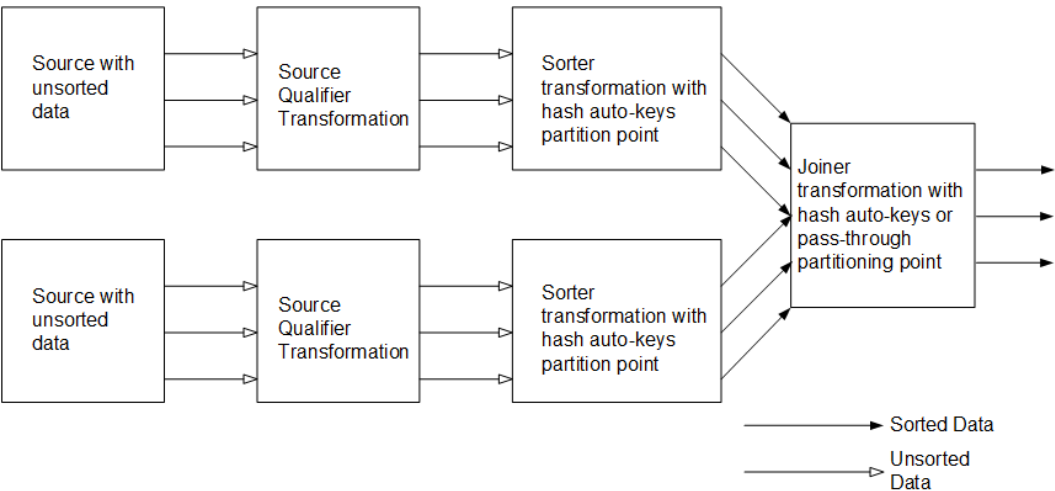 Source with
unsorted
data
Source
Qualifier
Transformation
Sorter
transformation with
hash auto-keys
partition point
Joiner
transformation with
hash auto-keys or
pass-through
partitioning point
Source with
unsorted
data
Source
Qualifier
Transformation
Sorter
transformation with
hash auto-keys
partition point
Sorted Data
Unsorted
Data